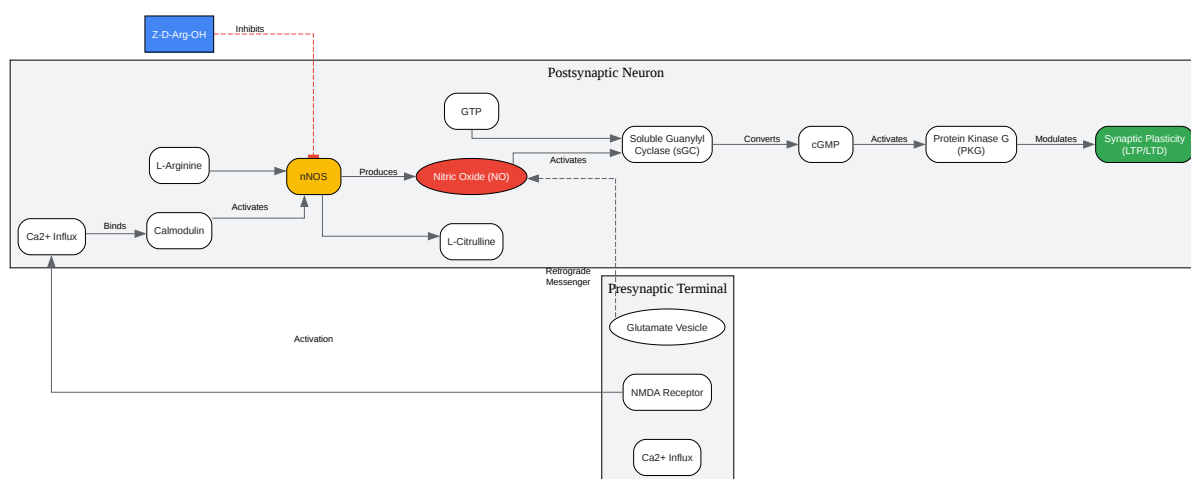 Z-D-Arg-OH
Inhibits
Postsynaptic Neuron
GTP
L-Arginine
nNOS
Produces
Nitric Oxide (NO)
Activates
Soluble Guanylyl
Cyclase (sGC)
Converts
cGMP
Activates
Protein Kinase G
(PKG)
Modulates
Synaptic Plasticity
(LTP/LTD)
Ca2+ Influx
Binds
Calmodulin
Activates
L-Citrulline
Retrograde
Messenger
Presynaptic Terminal
Glutamate Vesicle
Activation
NMDA Receptor
Ca2+ Influx